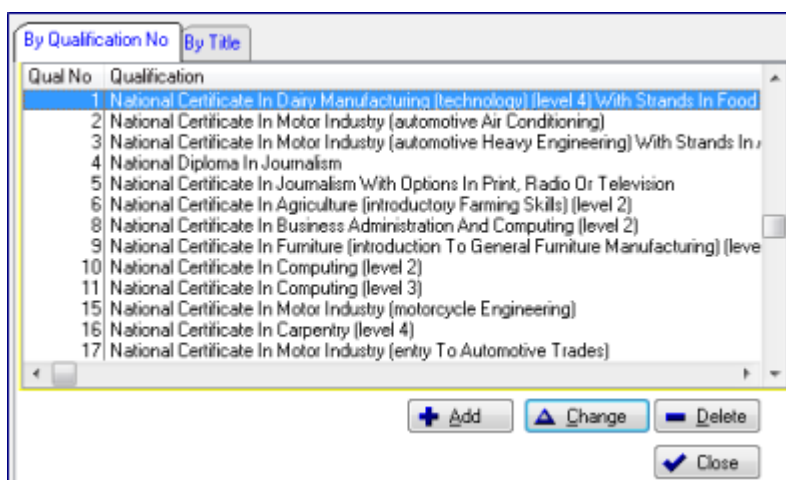 By Qualification No By Title
Qual No Qualification
1 National Certificate In Dairy Manufacturing (technology) (level 4) With Strands In Food
2 National Certificate In Motor Industry (automotive Air Conditioning)
3 National Certificate In Motor Industry (automotive Heavy Engineering) With Strands In
4 National Diploma In Journalism
5 National Certificate In Journalism With Options In Print, Radio Or Television
6 National Certificate In Agriculture (introductory Farming Skills) (level 2)
8 National Certificate In Business Administration And Computing (level 2)
9 National Certificate In Furniture (introduction To General Furniture Manufacturing) (leve
10 National Certificate In Computing (level 2)
11 National Certificate In Computing (level 3)
15 National Certificate In Motor Industry (motorcycle Engineering)
16 National Certificate In Carpentry (level 4)
17 National Certificate In Motor Industry (entry To Automotive Trades)
Add Change Delete
Close